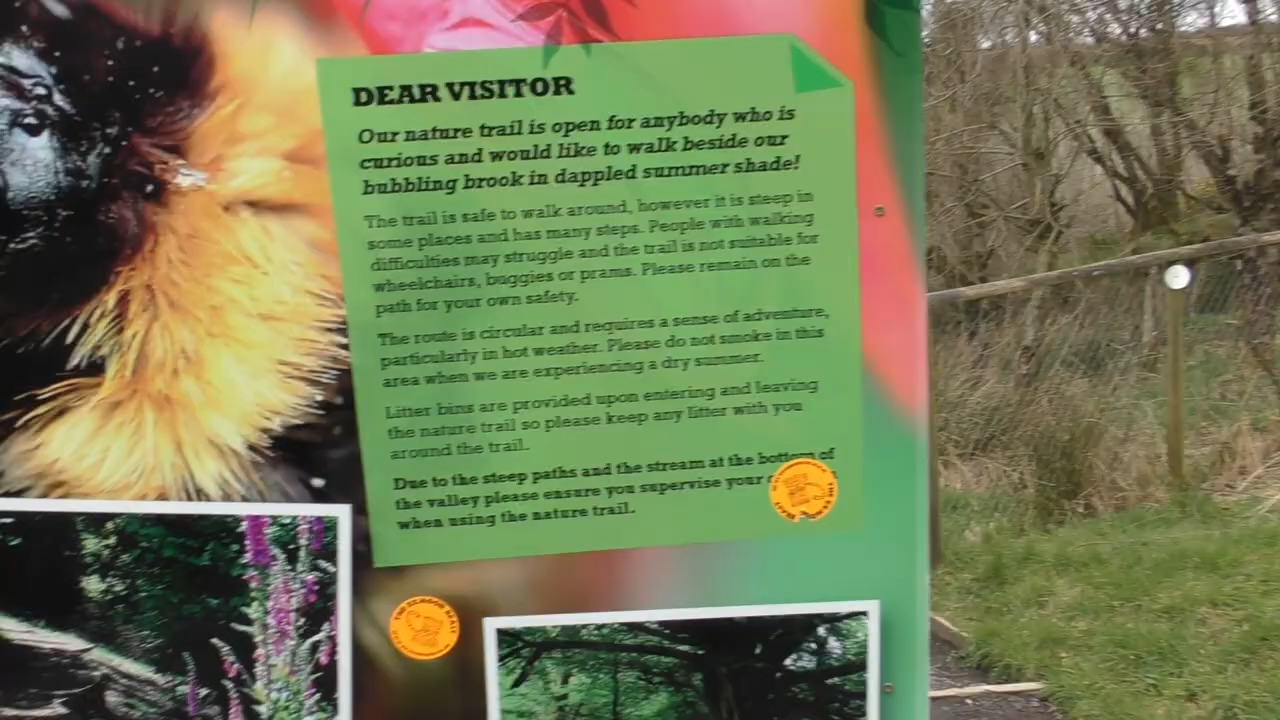 DEAR VISITOR
Our nature trail is open for anybody who is
curious and would like to walk beside our
bubbling brook in dappled summer shade!
The trail is safe to walk around, however it is steep in
some places and has many steps. People with walking
difficulties may struggle and the trail is not suitable for
wheelchairs, buggies or prams. Please remain on the
path for your own safety.
The route is circular and requires a sense of adventure,
particularly in hot weather. Please do not smoke in this
area when we are experiencing a dry summer.
Litter bins are provided upon entering and leaving
the nature trail so please keep any litter with you
around the trail.
Due to the steep paths and the stream at the bottom of
the valley please ensure you supervise your
when using the nature trail.